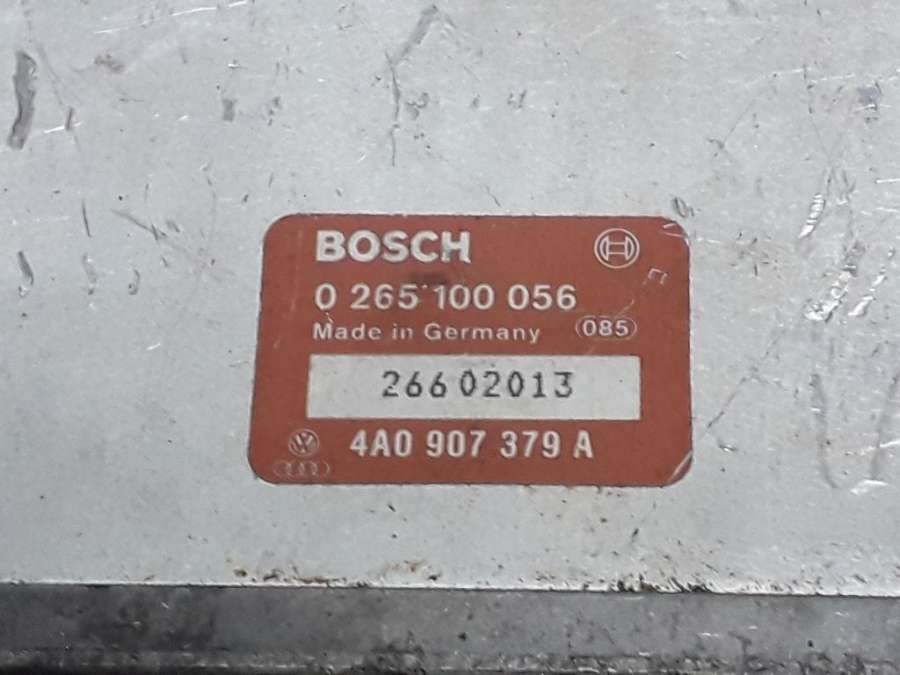 BOSCH
0 265 100 056
Made in Germany 085
26602013
4A0 907 379 A